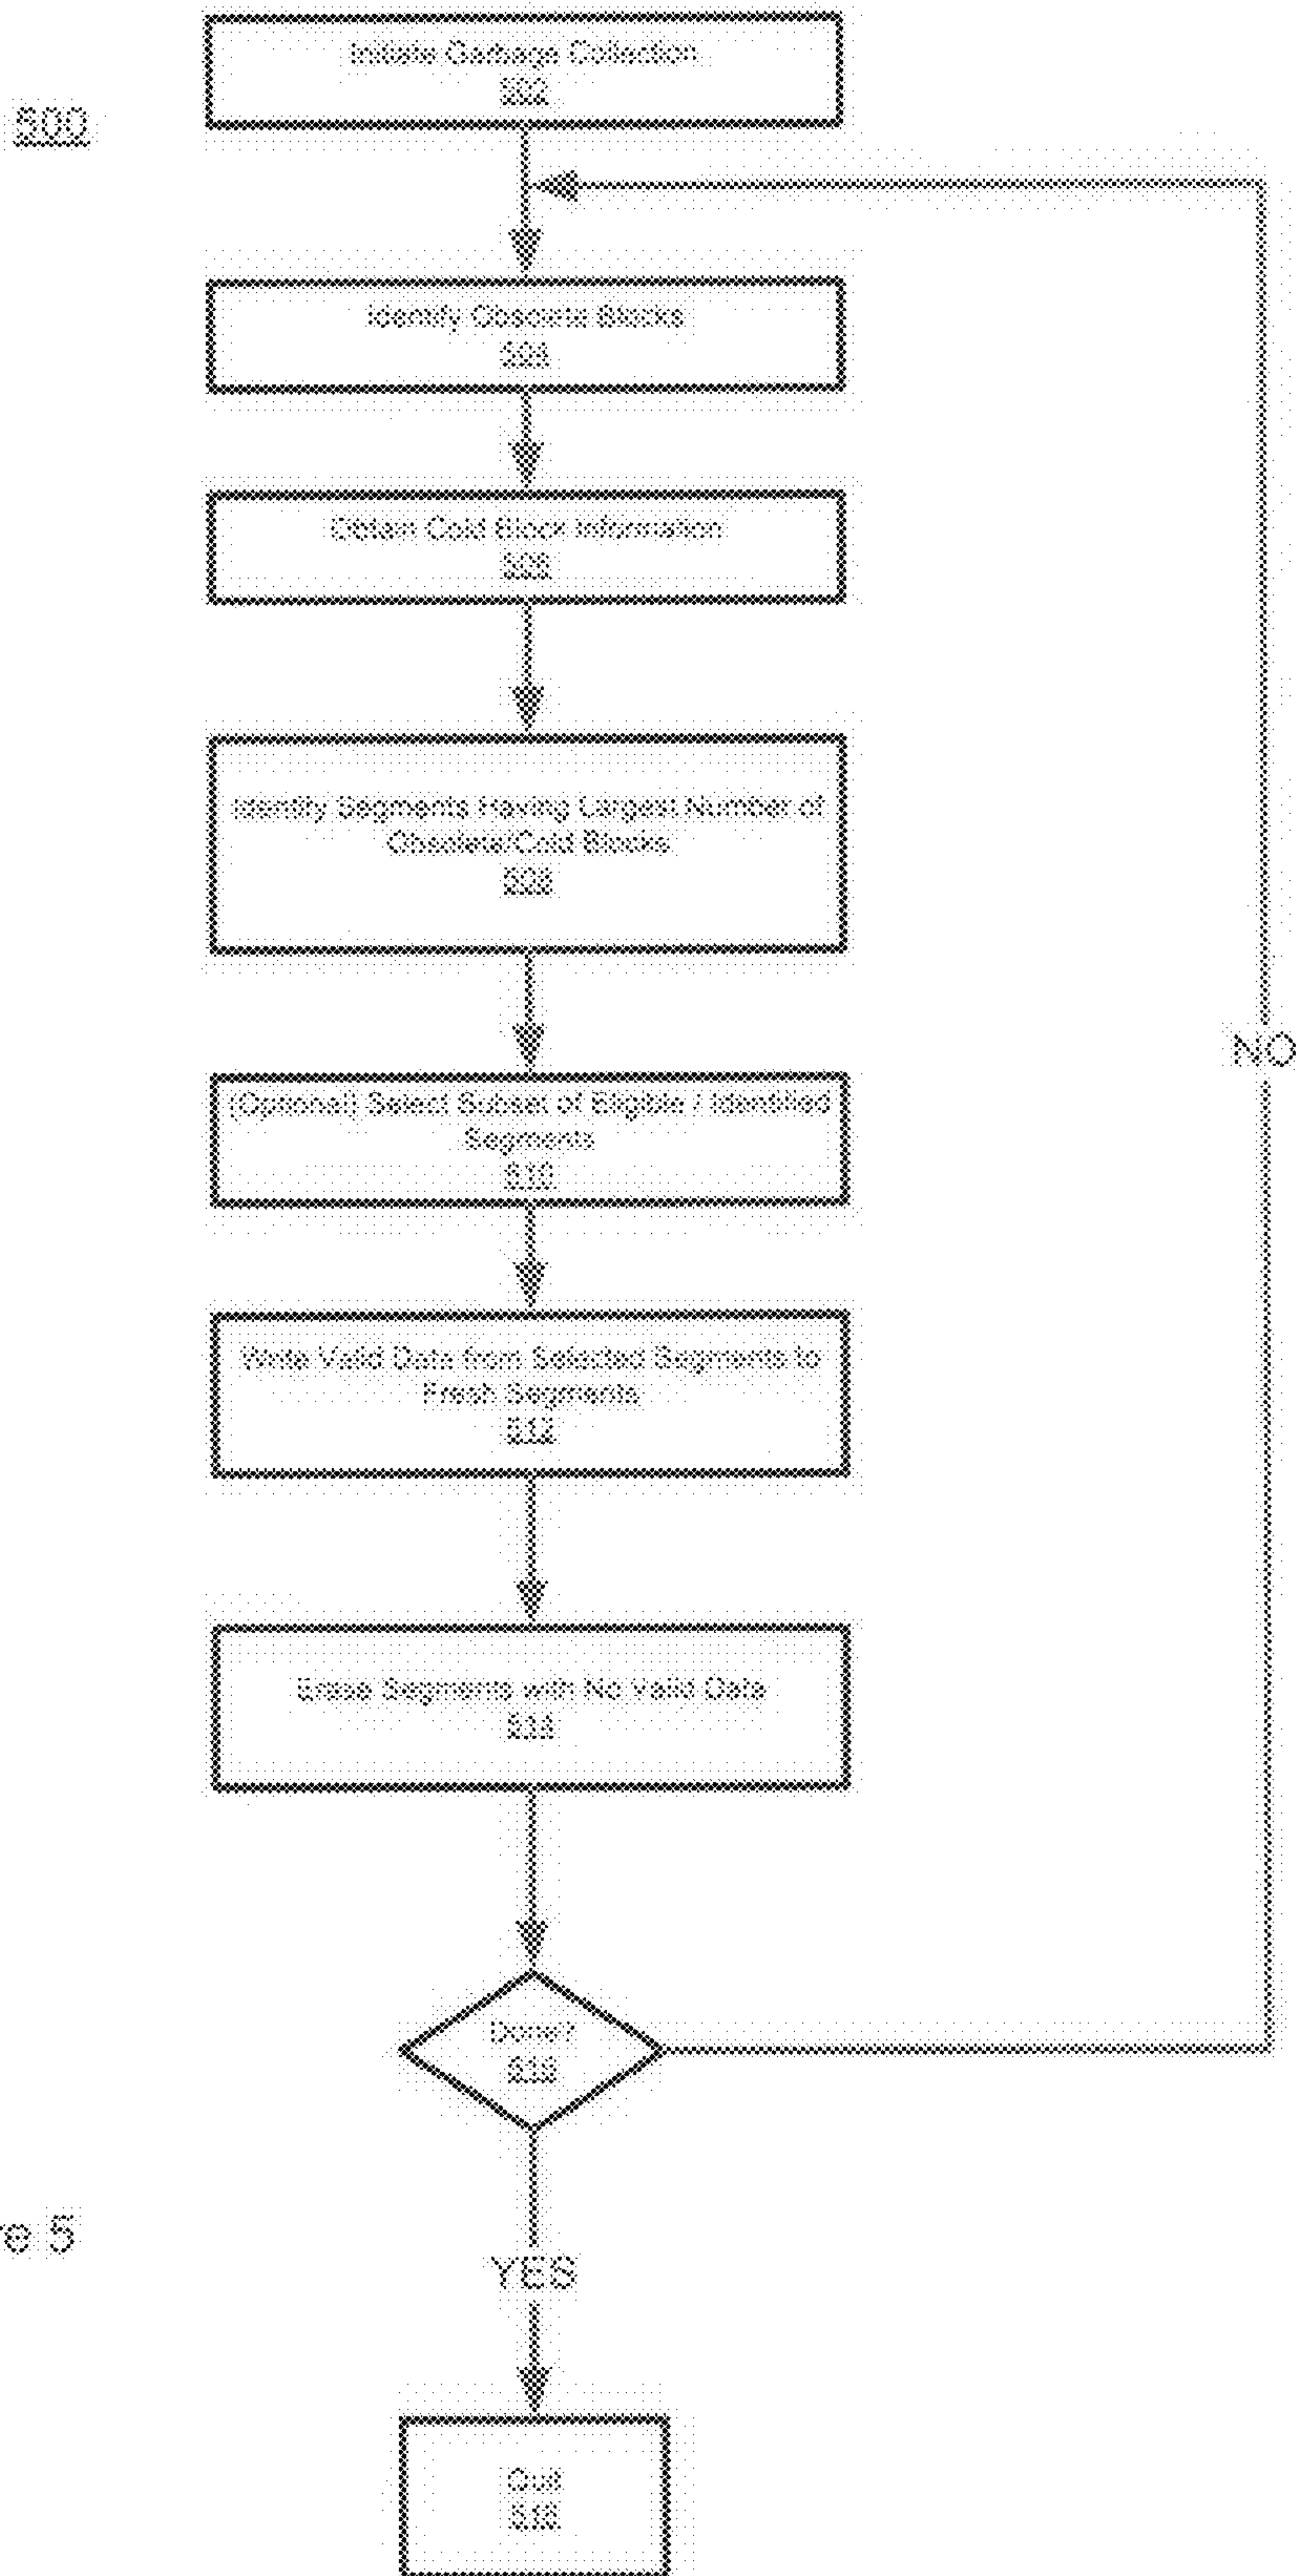 500
Initiate Garbage Collection
502
Identify Obsolete Blocks
504
Obtain Cold Block Information
506
Identify Segments Having Largest Number of
Obsolete/Cold Blocks
508
(Optional) Select Subset of Eligible / Identified
Segments
510
Write Valid Data from Selected Segments to
Fresh Segments
512
Erase Segments with No Valid Data
514
NO
Done?
YES
Quit
re 5